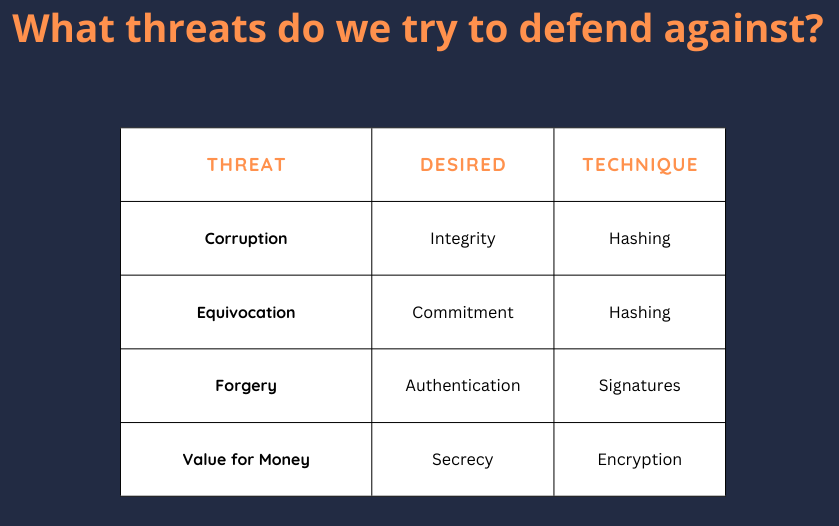 What threats do we try to defend against?
THREAT DESIRED TECHNIQUE
Corruption Integrity Hashing
Equivocation Commitment Hashing
Forgery Authentication Signatures
Value for Money Secrecy Encryption